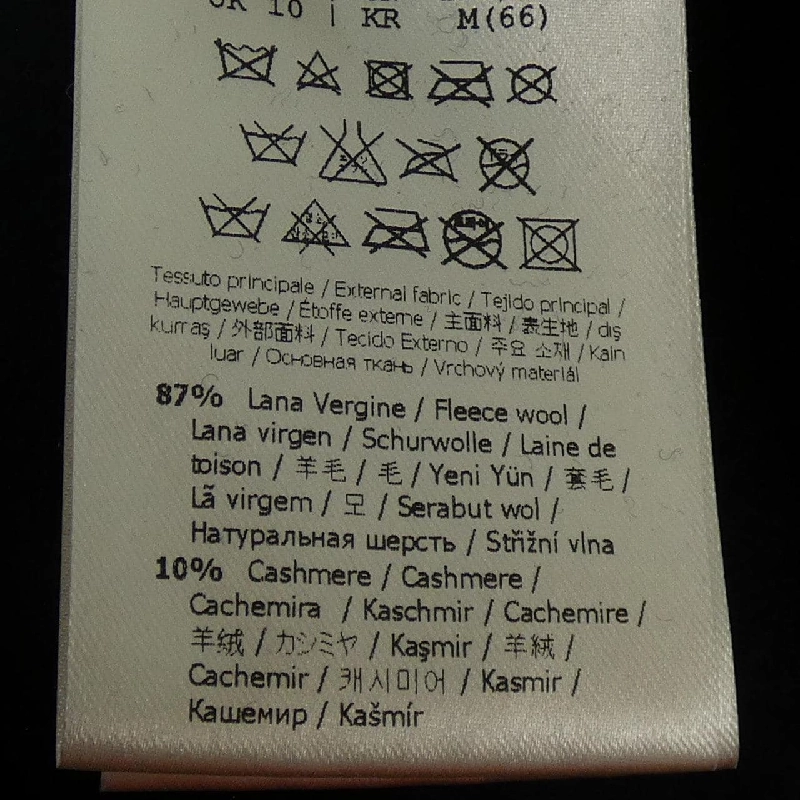 UK 10 | KR M(66)
Tessuto principale / External fabric / Tejido principal /
Hauptgewebe / Étoffe externe / 主面料 / 表生地 / dış
kumaş / 外部面料 / Tecido Externo / 주요 소재 / Kain
luar / Основная ткань / Vrchový materiál
87% Lana Vergine / Fleece wool /
Lana virgen / Schurwolle / Laine de
toison / 羊毛 / 毛 / Yeni Yün / 套毛 /
Lã virgem / 모 / Serabut wol /
Натуральная шерсть / Střižní vlna
10% Cashmere / Cashmere /
Cachemira / Kaschmir / Cachemire /
羊絨 / カシミヤ / Kaşmir / 羊絨 /
Cachemir / 캐시미어 / Kasmir /
Кашемир / Kašmír